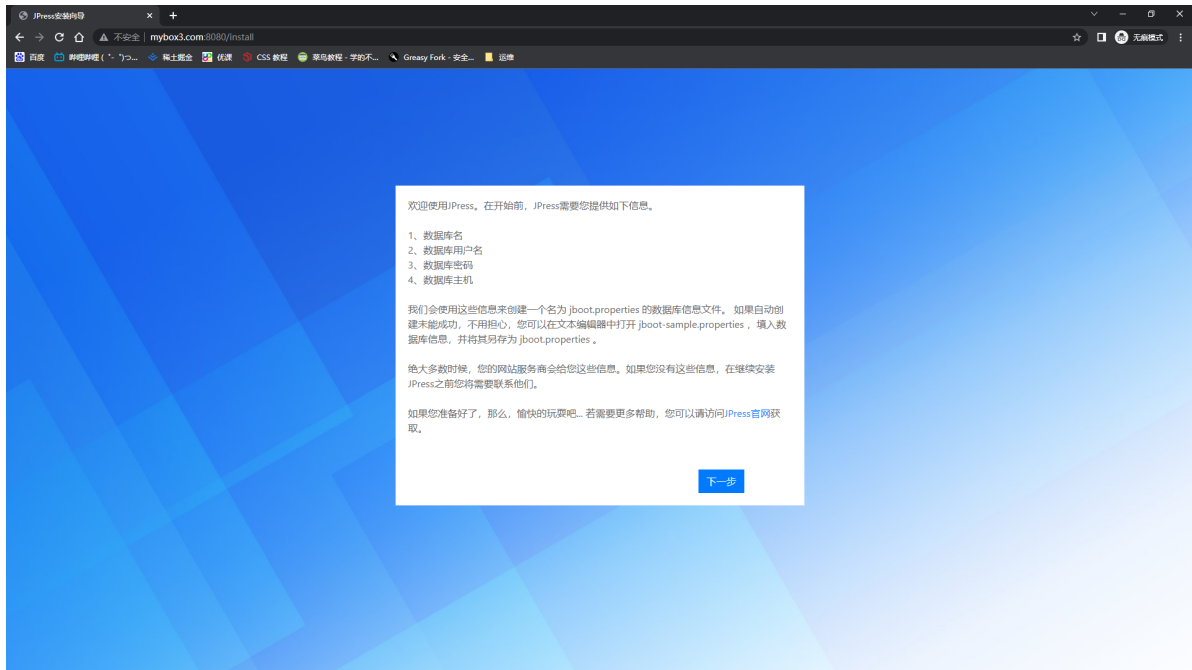 JPress安装向导
不安全 | mybox3.com:8080/install
无痕模式
百度
哔哩哔哩 ( ゜- ゜)つ...
稀土掘金
优课
CSS 教程
菜鸟教程 - 学的不...
Greasy Fork - 安全...
运维
欢迎使用JPress。在开始前，JPress需要您提供如下信息。
1、数据库名
2、数据库用户名
3、数据库密码
4、数据库主机
我们会使用这些信息来创建一个名为 jboot.properties 的数据库信息文件。 如果自动创
建未能成功，不用担心，您可以在文本编辑器中打开 jboot-sample.properties ，填入数
据库信息，并将其另存为 jboot.properties 。
绝大多数时候，您的网站服务商会给您这些信息。如果您没有这些信息，在继续安装
JPress之前您将需要联系他们。
如果您准备好了，那么，愉快的玩耍吧... 若需要更多帮助，您可以请访问JPress官网获
取。
下一步